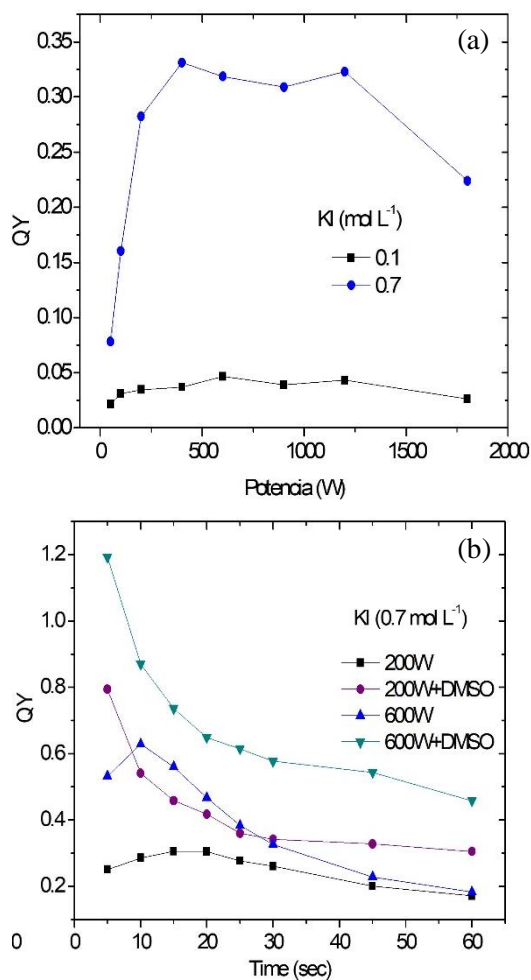 (a)
0.35
0.30
0.25
0.20
0.15
0.10
0.05
0.00
QY
KI (mol L-1)
0.1
0.7
0 500 1000 1500 2000
Potencia (W)
(b)
1.2
1.0
0.8
0.6
0.4
0.2
0
QY
KI (0.7 mol L-1)
200W
200W+DMSO
600W
600W+DMSO
0 10 20 30 40 50 60
Time (sec)